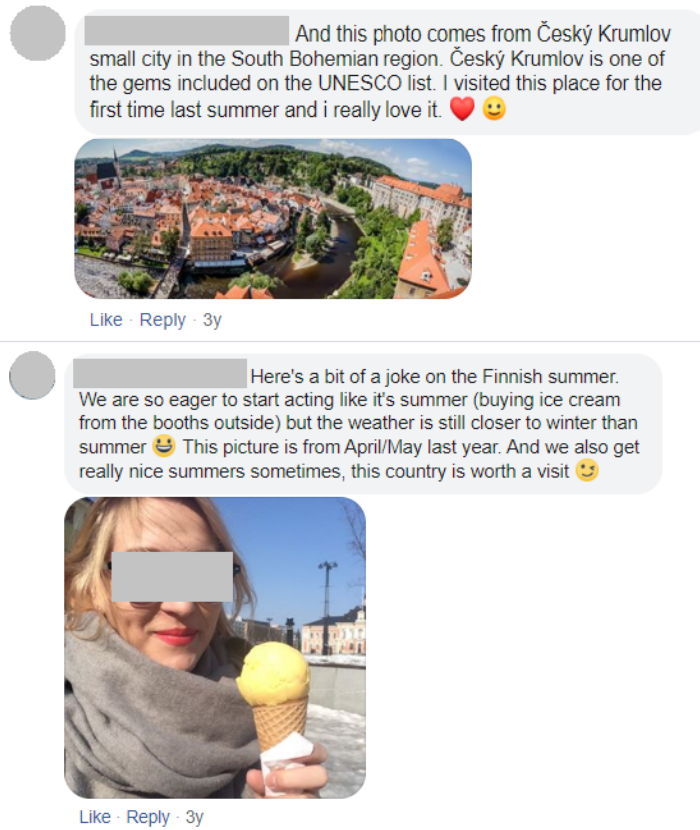 And this photo comes from Český Krumlov
small city in the South Bohemian region. Český Krumlov is one of
the gems included on the UNESCO list. I visited this place for the
first time last summer and i really love it. ❤️ 🙂
Like · Reply · 3y
Here's a bit of a joke on the Finnish summer.
We are so eager to start acting like it's summer (buying ice cream
from the booths outside) but the weather is still closer to winter than
summer 😀 This picture is from April/May last year. And we also get
really nice summers sometimes, this country is worth a visit 😉
Like · Reply · 3y